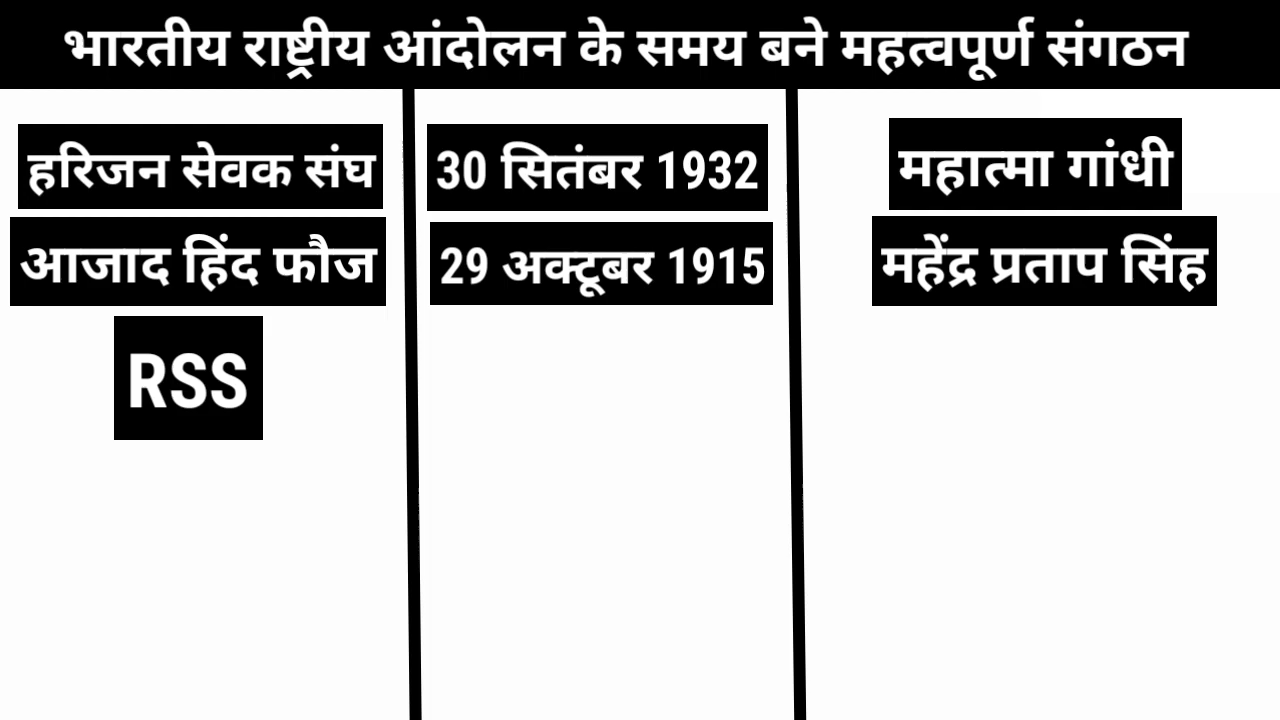 भारतीय राष्ट्रीय आंदोलन के समय बने महत्वपूर्ण संगठन
हरिजन सेवक संघ 30 सितंबर 1932 महात्मा गांधी
आजाद हिंद फौज 29 अक्टूबर 1915 महेंद्र प्रताप सिंह
RSS